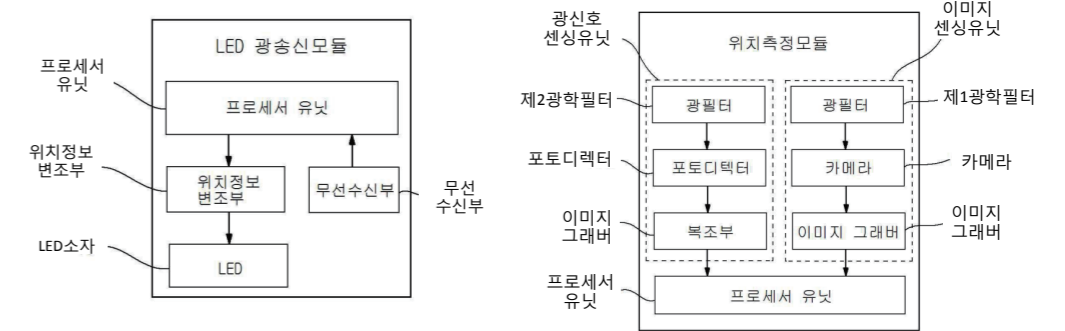 LED 광송신모듈
프로세서
유닛
프로세서 유닛
위치정보
변조부
위치정보
변조부
무선수신부
무선
수신부
LED소자
LED
광신호
센싱유닛
이미지
센싱유닛
위치측정모듈
제2광학필터
광필터
광필터
제1광학필터
포토디렉터
포토디텍터
카메라
카메라
이미지
그래버
복조부
이미지 그래버
이미지
그래버
프로세서
유닛
프로세서 유닛